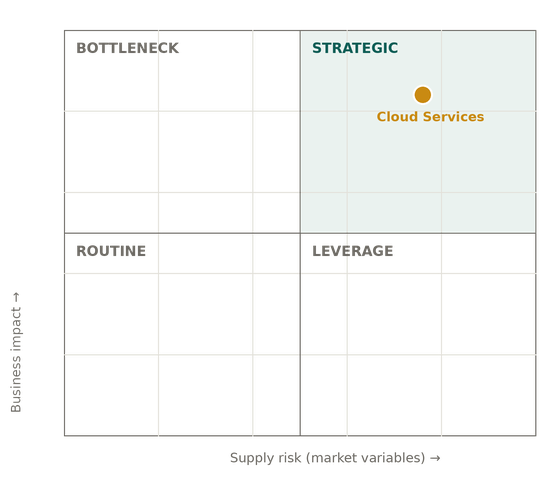 BOTTLENECK
STRATEGIC
Cloud Services
ROUTINE
LEVERAGE
Business impact →
Supply risk (market variables) →